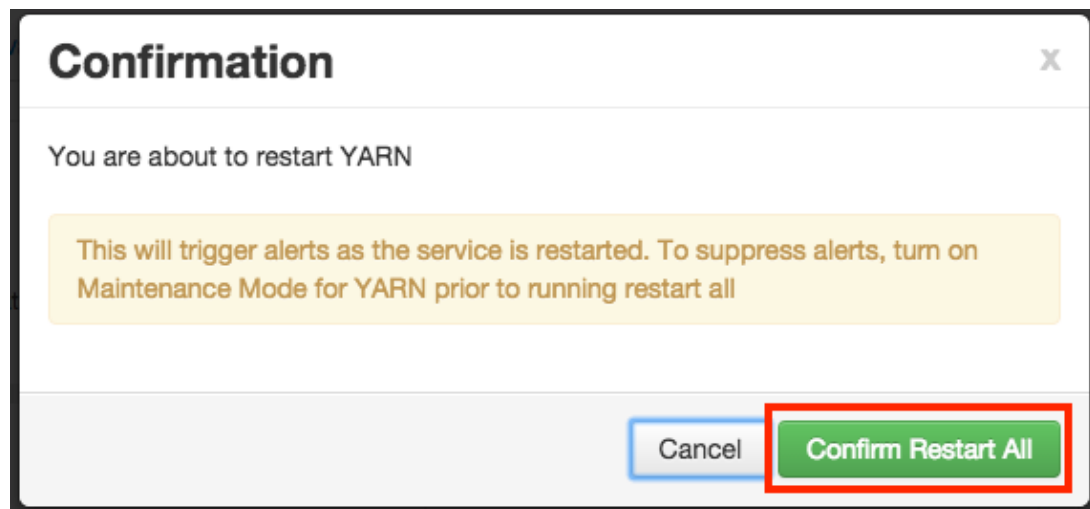 Confirmation
x
You are about to restart YARN
This will trigger alerts as the service is restarted. To suppress alerts, turn on
Maintenance Mode for YARN prior to running restart all
Cancel
Confirm Restart All